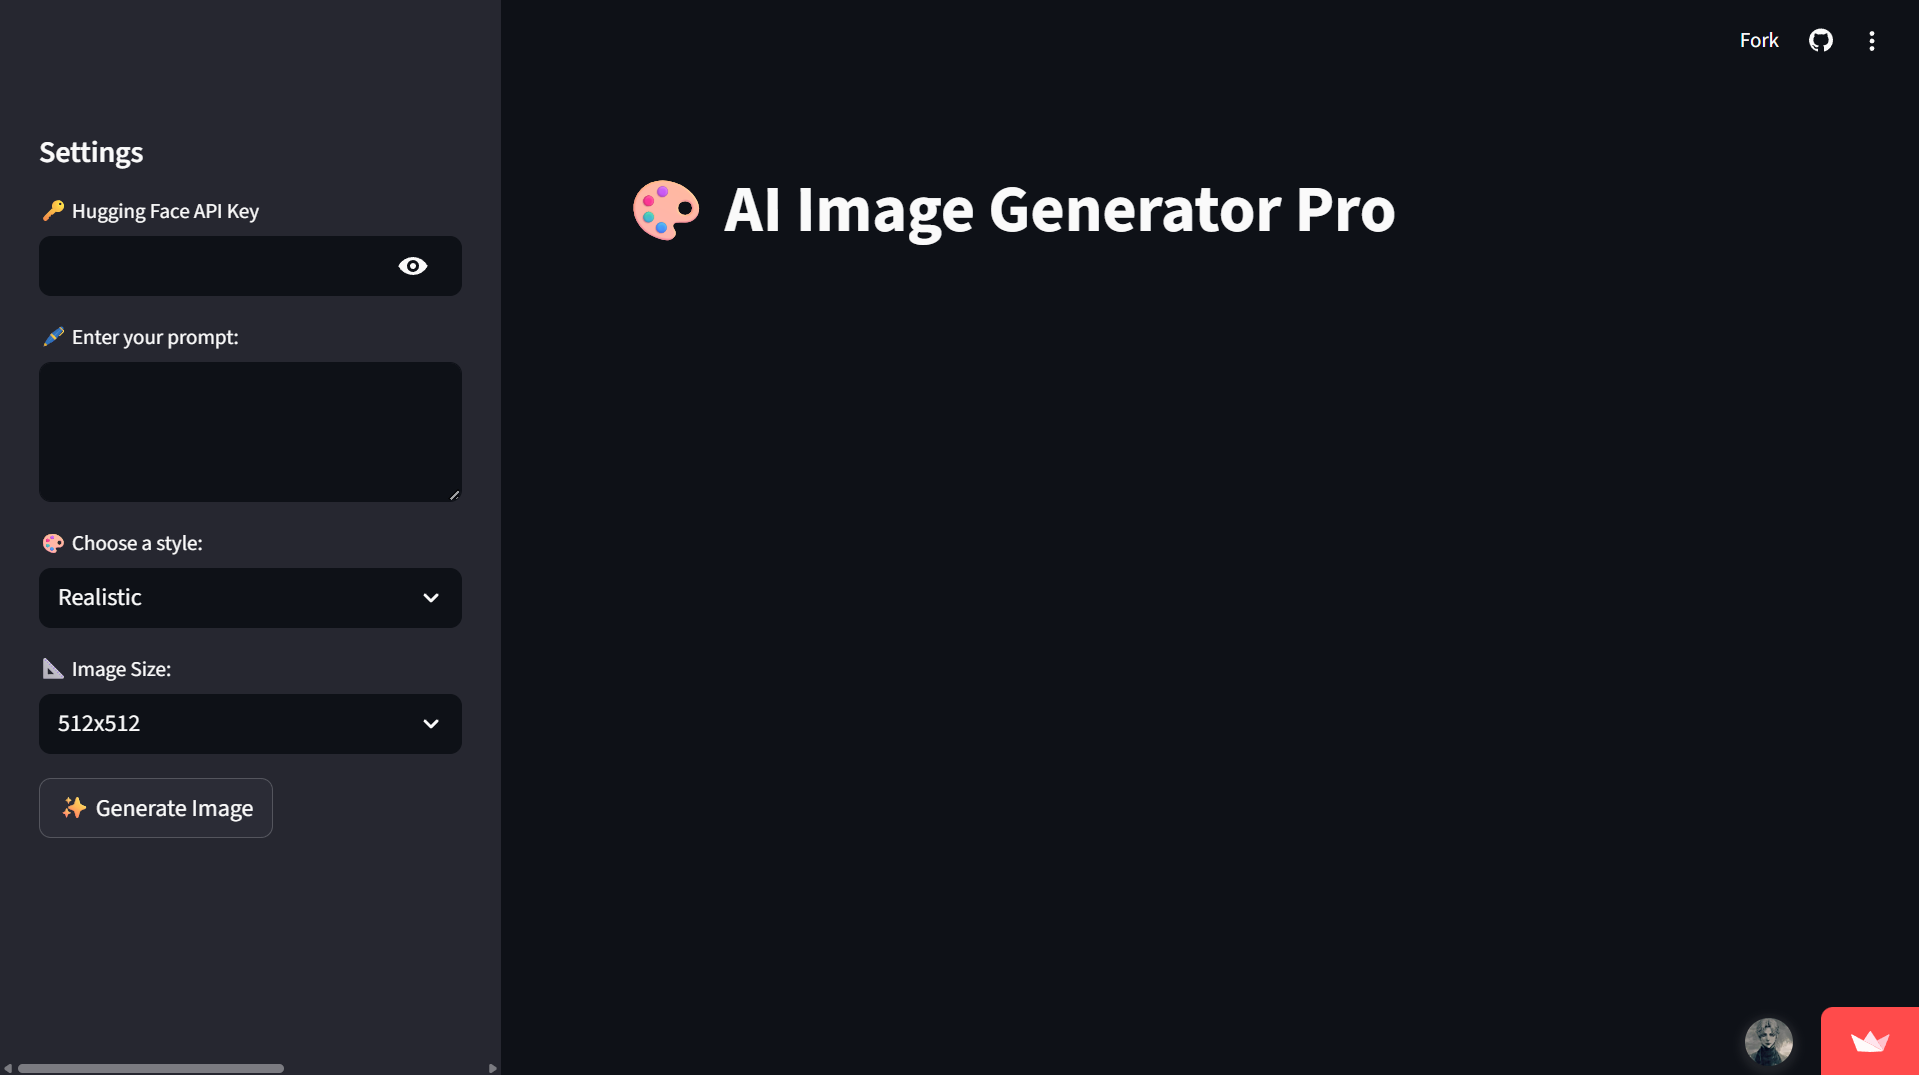 Fork
Settings
Hugging Face API Key
Enter your prompt:
Choose a style:
Realistic
Image Size:
512x512
Generate Image
AI Image Generator Pro